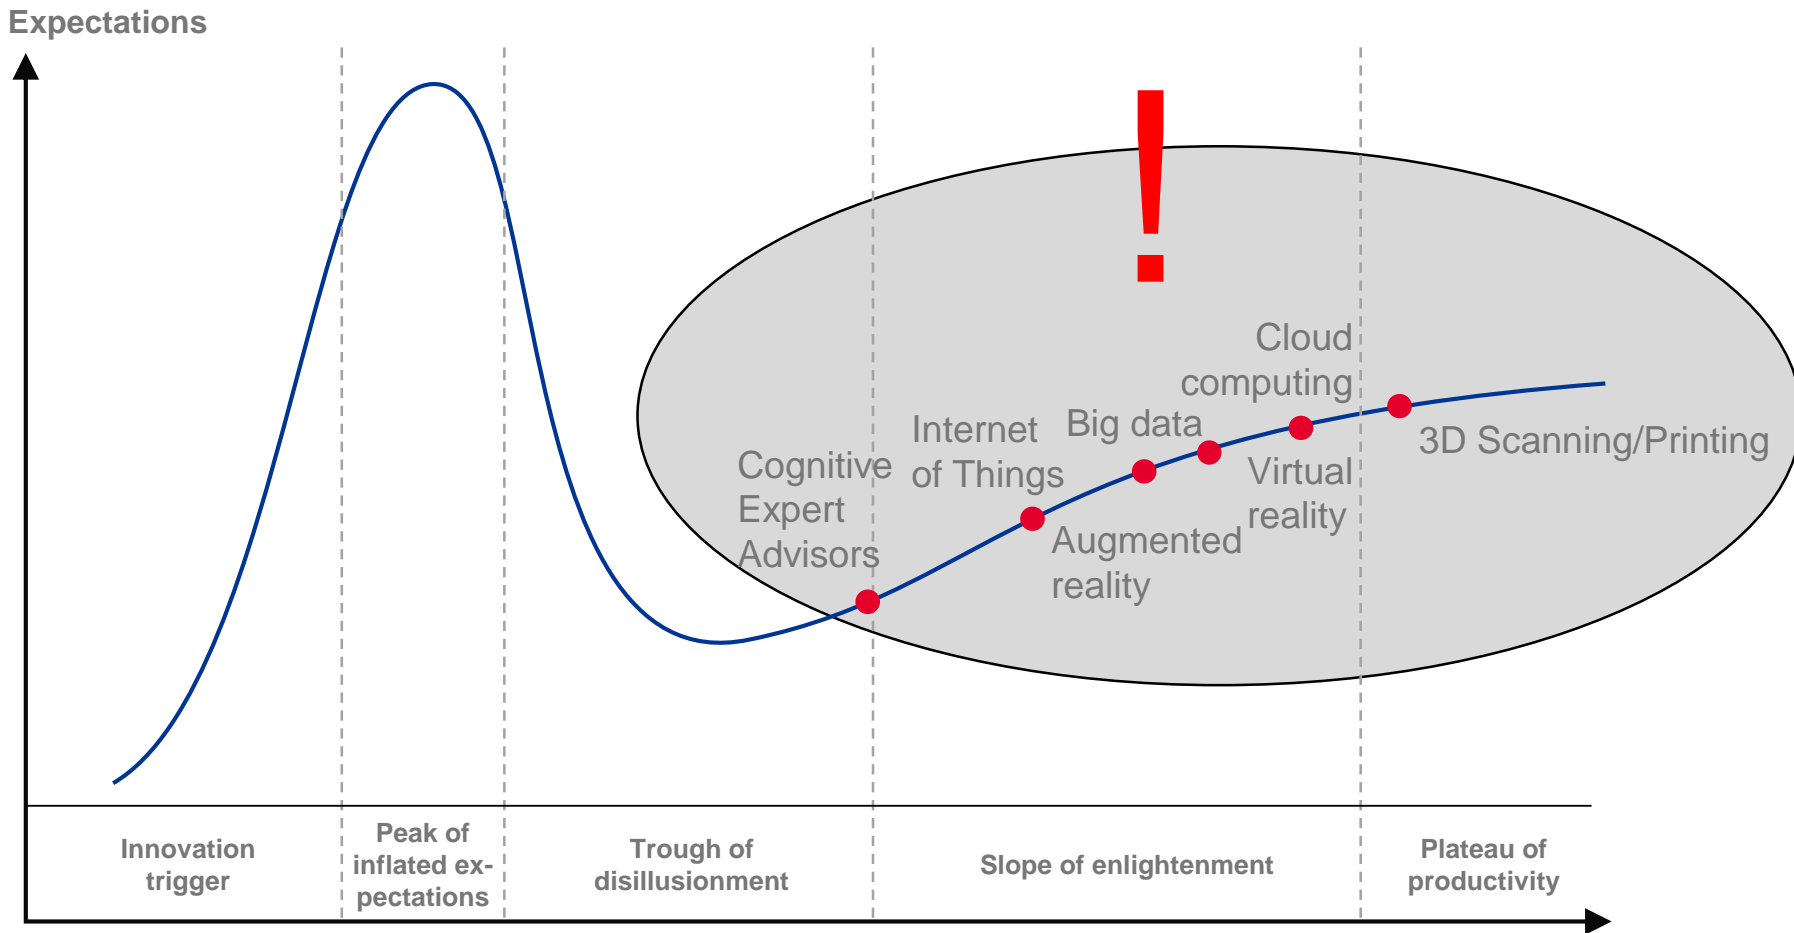 Expectations
!
Cloud
computing
Big data
Internet
of Things
Cognitive
Expert
Advisors
3D Scanning/Printing
Virtual
reality
Augmented
reality
Innovation
trigger
Peak of
inflated ex-
pectations
Trough of
disillusionment
Slope of enlightenment
Plateau of
productivity